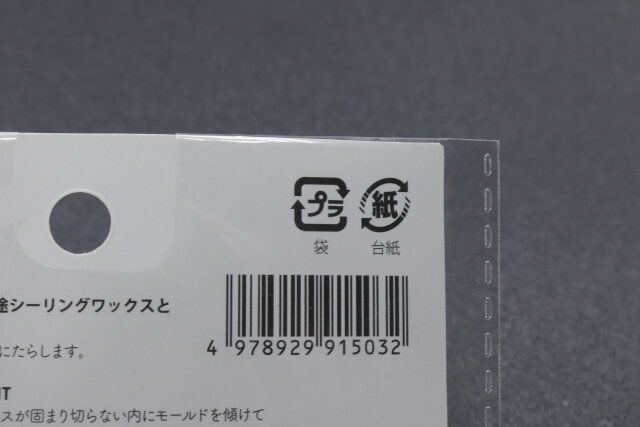 プラ 紙
袋 台紙
途シーリングワックスと
4 978929 915032
にたらします。
スが固まり切らない内にモールドを傾けて